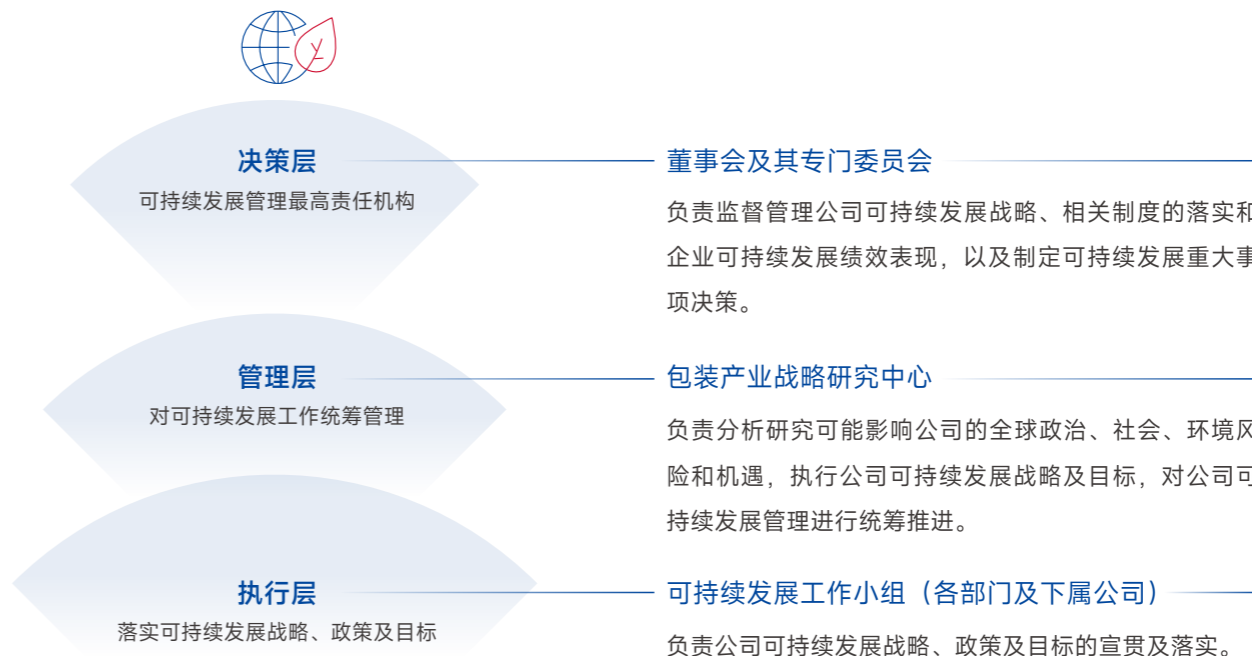 决策层
可持续发展管理最高责任机构
董事会及其专门委员会
负责监督管理公司可持续发展战略、相关制度的落实和
企业可持续发展绩效表现，以及制定可持续发展重大事
项决策。
管理层
对可持续发展工作统筹管理
包装产业战略研究中心
负责分析研究可能影响公司的全球政治、社会、环境风
险和机遇，执行公司可持续发展战略及目标，对公司可
持续发展管理进行统筹推进。
执行层
落实可持续发展战略、政策及目标
可持续发展工作小组（各部门及下属公司）
负责公司可持续发展战略、政策及目标的宣贯及落实。